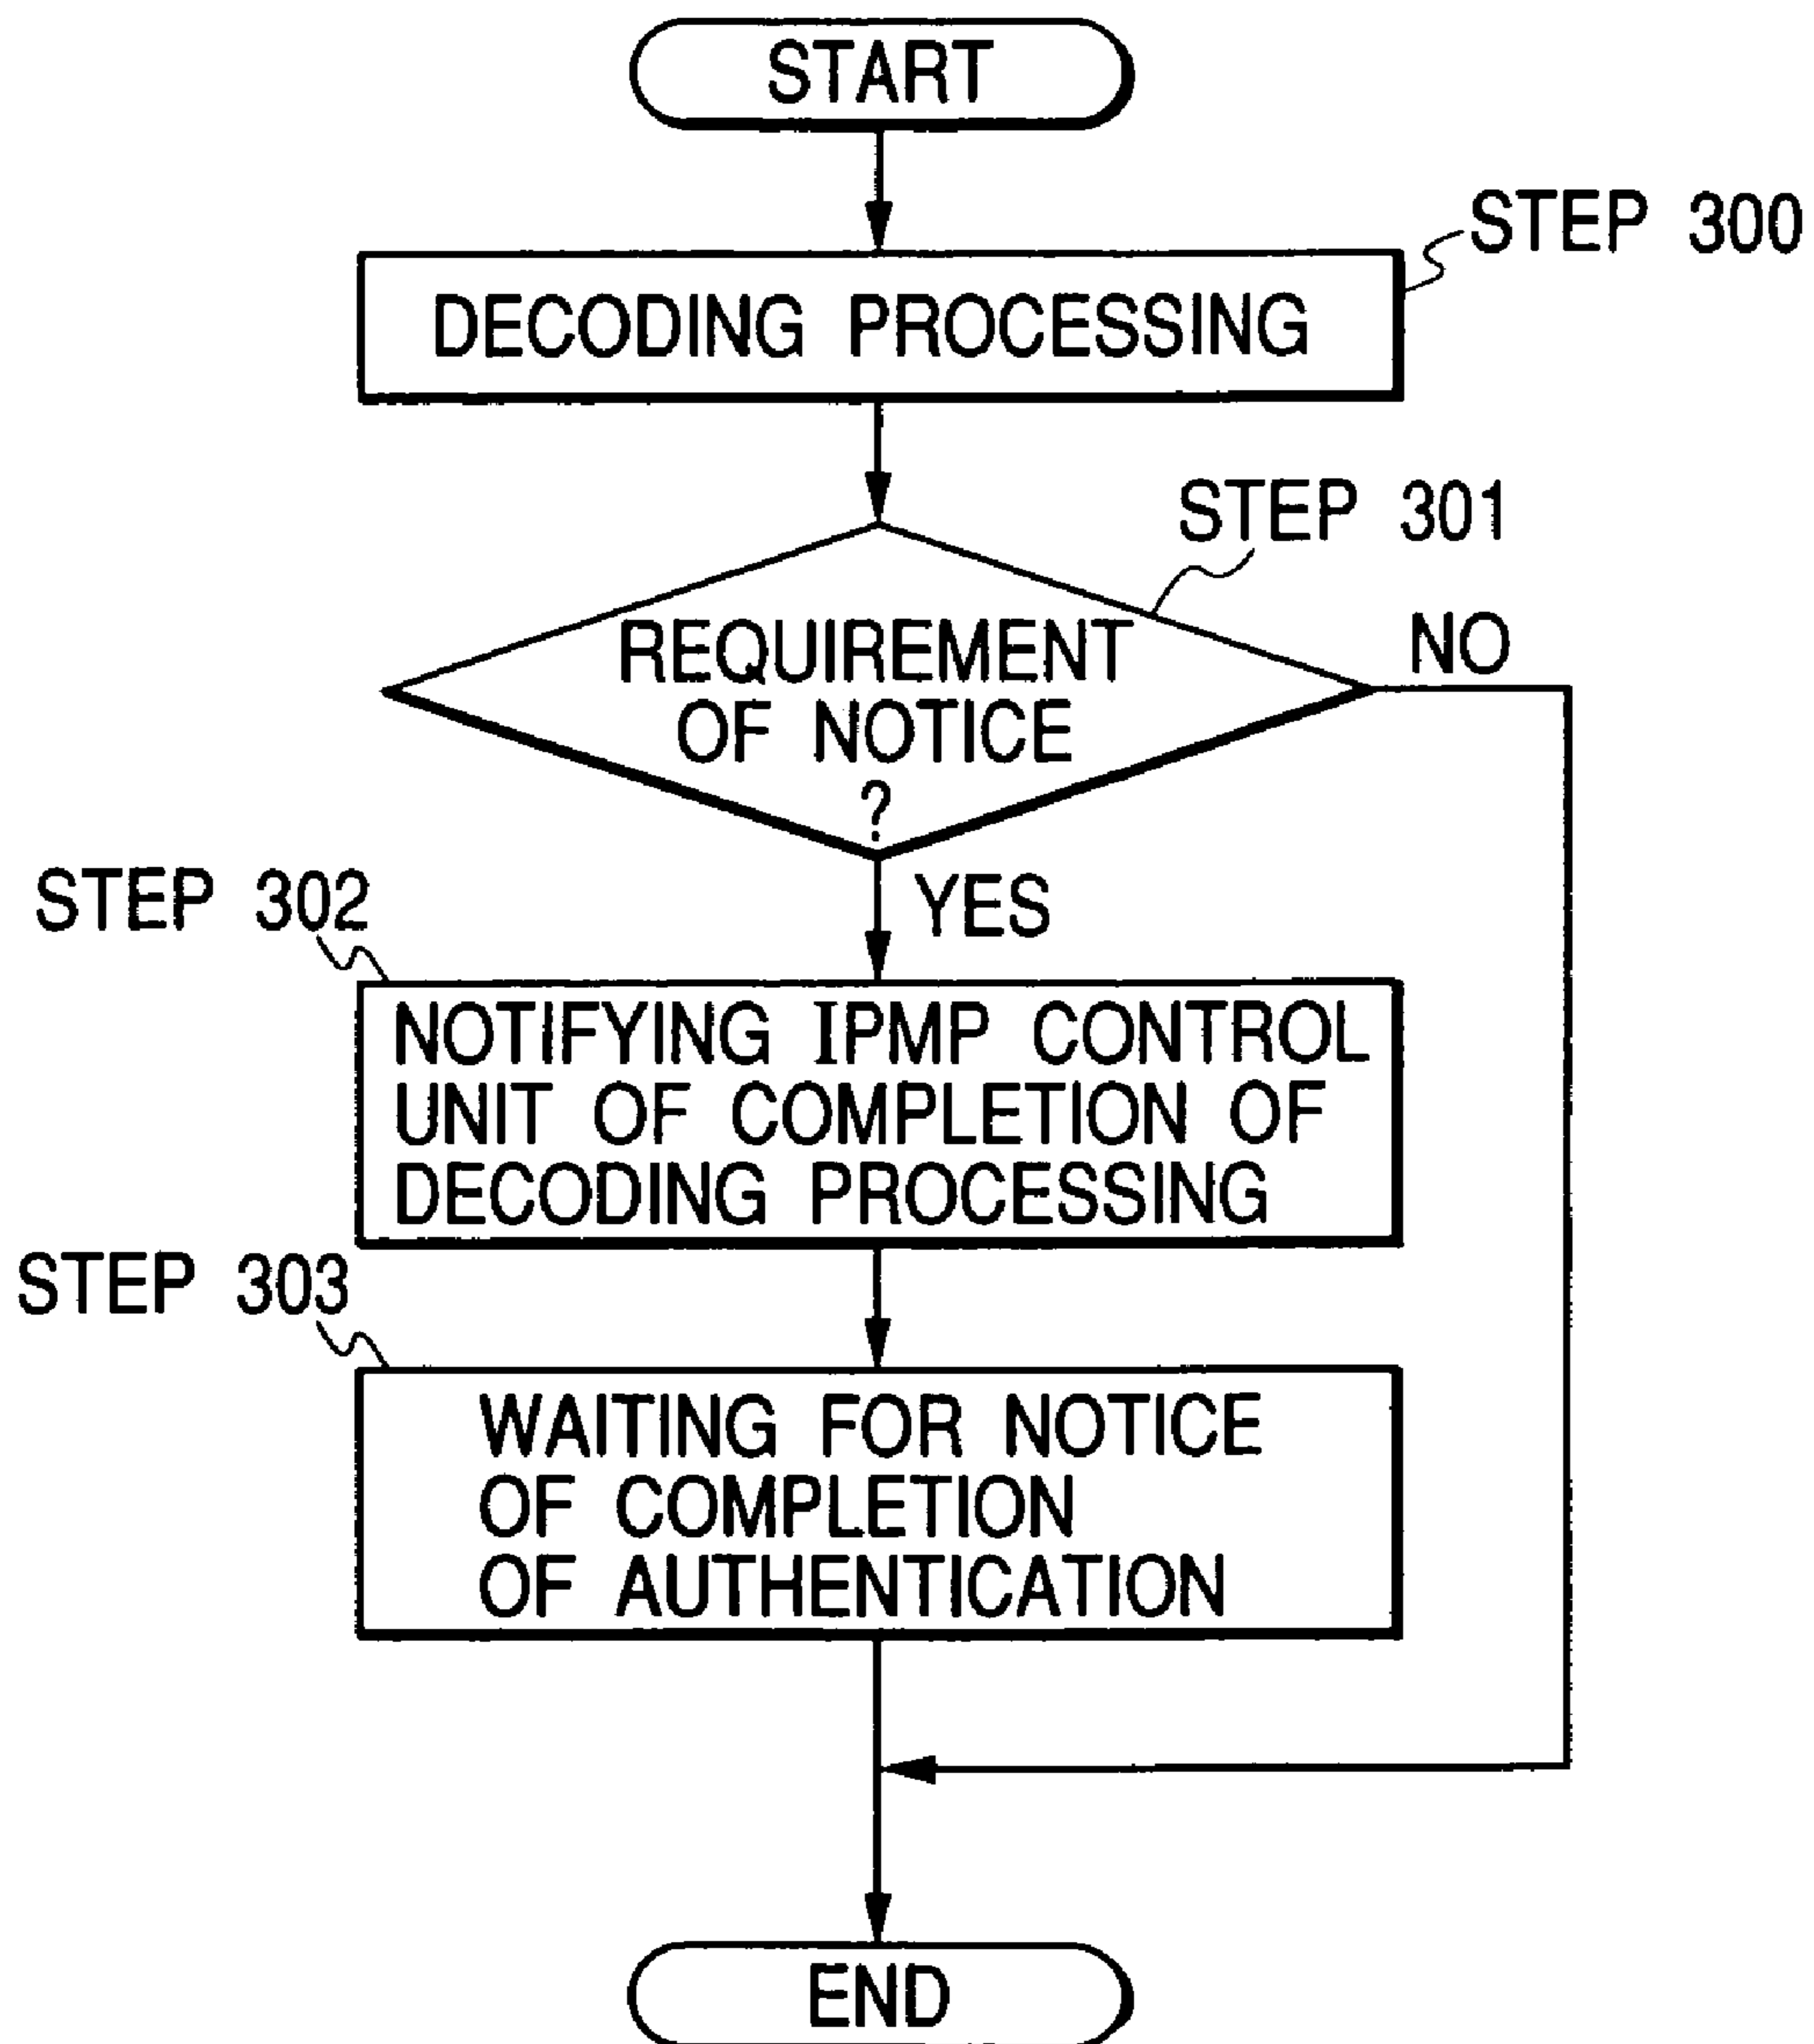 START
STEP 300
DECODING PROCESSING
STEP 301
REQUIREMENT
OF NOTICE
?
NO
YES
STEP 302
NOTIFYING IPMP CONTROL
UNIT OF COMPLETION OF
DECODING PROCESSING
STEP 303
WAITING FOR NOTICE
OF COMPLETION
OF AUTHENTICATION
END